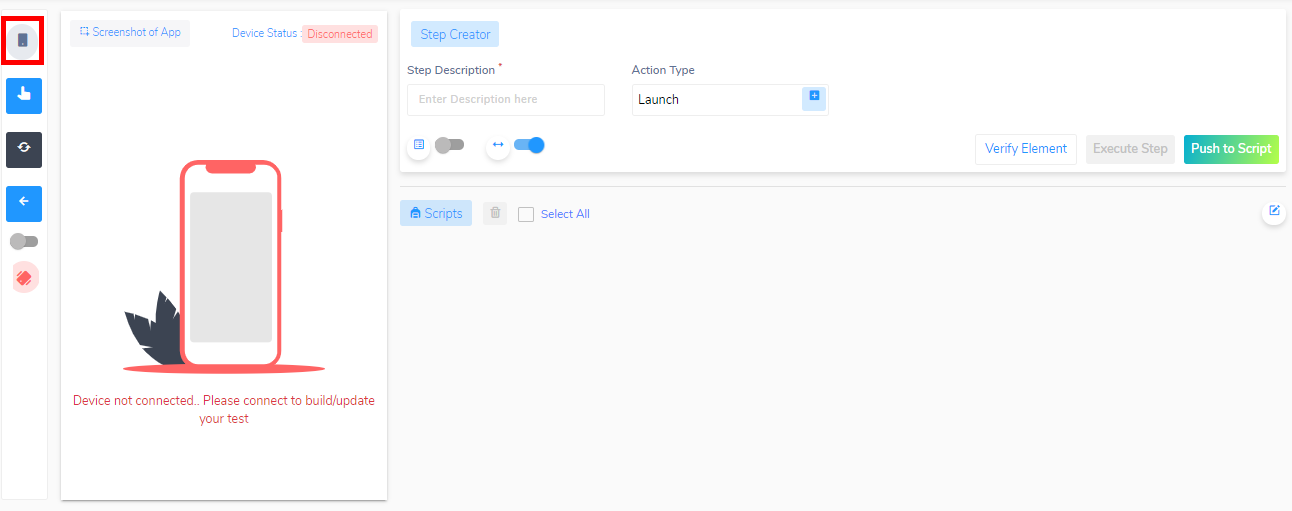 Screenshot of App
Device Status :
Disconnected
Device not connected.. Please connect to build/update
your test
Step Creator
Step Description *
Action Type
Enter Description here
Launch
Verify Element
Execute Step
Push to Script
Scripts
Select All